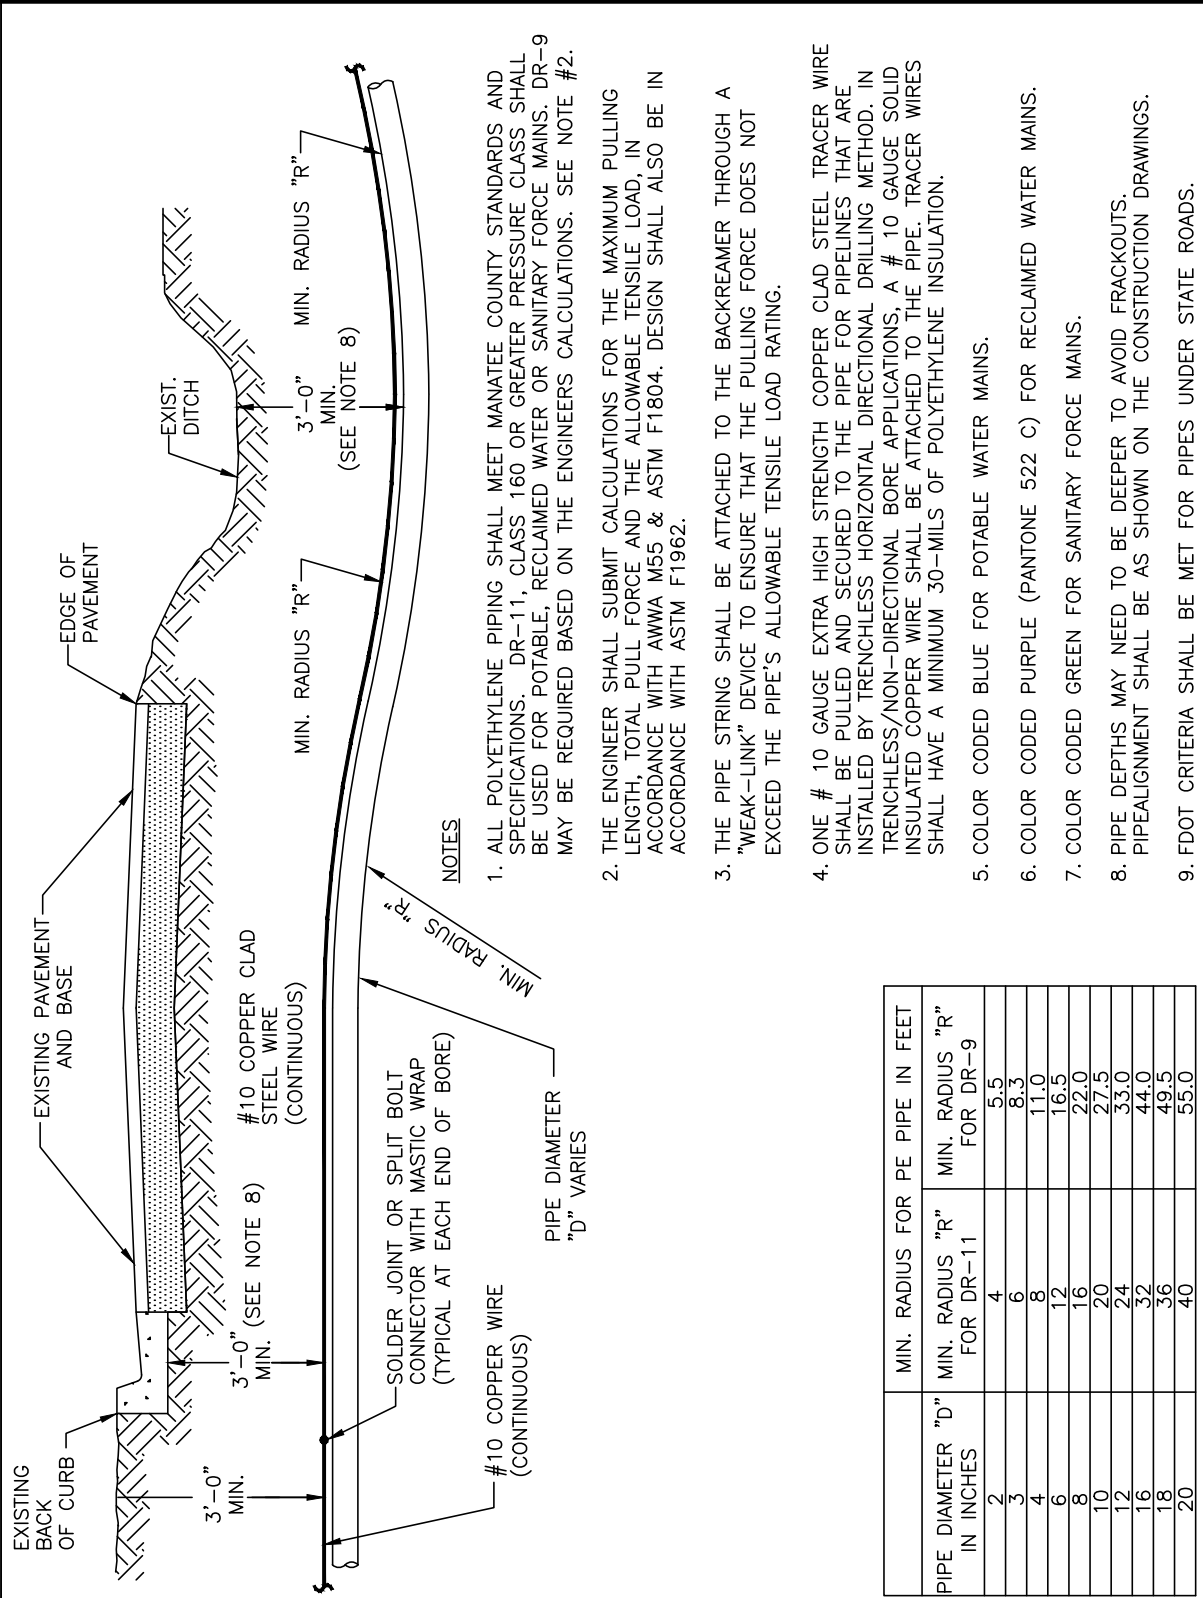 EXISTING
BACK
OF CURB
EXISTING PAVEMENT
AND BASE
EDGE OF
PAVEMENT
EXIST.
DITCH
3'-0"
MIN.
3'-0"
MIN.
(SEE NOTE 8)
#10 COPPER CLAD
STEEL WIRE
(CONTINUOUS)
MIN. RADIUS "R"
3'-0"
MIN.
(SEE NOTE 8)
MIN. RADIUS "R"
#10 COPPER WIRE
(CONTINUOUS)
SOLDER JOINT OR SPLIT BOLT
CONNECTOR WITH MASTIC WRAP
(TYPICAL AT EACH END OF BORE)
PIPE DIAMETER
"D" VARIES
MIN. RADIUS "R"
NOTES
1. ALL POLYETHYLENE PIPING SHALL MEET MANATEE COUNTY STANDARDS AND
SPECIFICATIONS. DR-11, CLASS 160 OR GREATER PRESSURE CLASS SHALL
BE USED FOR POTABLE, RECLAIMED WATER OR SANITARY FORCE MAINS. DR-9
MAY BE REQUIRED BASED ON THE ENGINEERS CALCULATIONS. SEE NOTE #2.
2. THE ENGINEER SHALL SUBMIT CALCULATIONS FOR THE MAXIMUM PULLING
LENGTH, TOTAL PULL FORCE AND THE ALLOWABLE TENSILE LOAD, IN
ACCORDANCE WITH AWWA M55 & ASTM F1804. DESIGN SHALL ALSO BE IN
ACCORDANCE WITH ASTM F1962.
3. THE PIPE STRING SHALL BE ATTACHED TO THE BACKREAMER THROUGH A
"WEAK-LINK" DEVICE TO ENSURE THAT THE PULLING FORCE DOES NOT
EXCEED THE PIPE'S ALLOWABLE TENSILE LOAD RATING.
4. ONE # 10 GAUGE EXTRA HIGH STRENGTH COPPER CLAD STEEL TRACER WIRE
SHALL BE PULLED AND SECURED TO THE PIPE FOR PIPELINES THAT ARE
INSTALLED BY TRENCHLESS HORIZONTAL DIRECTIONAL DRILLING METHOD. IN
TRENCHLESS/NON-DIRECTIONAL BORE APPLICATIONS, A # 10 GAUGE SOLID
INSULATED COPPER WIRE SHALL BE ATTACHED TO THE PIPE. TRACER WIRES
SHALL HAVE A MINIMUM 30-MILS OF POLYETHYLENE INSULATION.
5. COLOR CODED BLUE FOR POTABLE WATER MAINS.
6. COLOR CODED PURPLE (PANTONE 522 C) FOR RECLAIMED WATER MAINS.
7. COLOR CODED GREEN FOR SANITARY FORCE MAINS.
8. PIPE DEPTHS MAY NEED TO BE DEEPER TO AVOID FRACKOUTS.
PIPEALIGNMENT SHALL BE AS SHOWN ON THE CONSTRUCTION DRAWINGS.
9. FDOT CRITERIA SHALL BE MET FOR PIPES UNDER STATE ROADS.
MIN. RADIUS FOR PE PIPE IN FEET
PIPE DIAMETER "D" MIN. RADIUS "R" MIN. RADIUS "R"
IN INCHES FOR DR-11 FOR DR-9
2 4 5.5
3 6 8.3
4 8 11.0
6 12 16.5
8 16 22.0
10 20 27.5
12 24 33.0
16 32 44.0
18 36 49.5
20 40 55.0